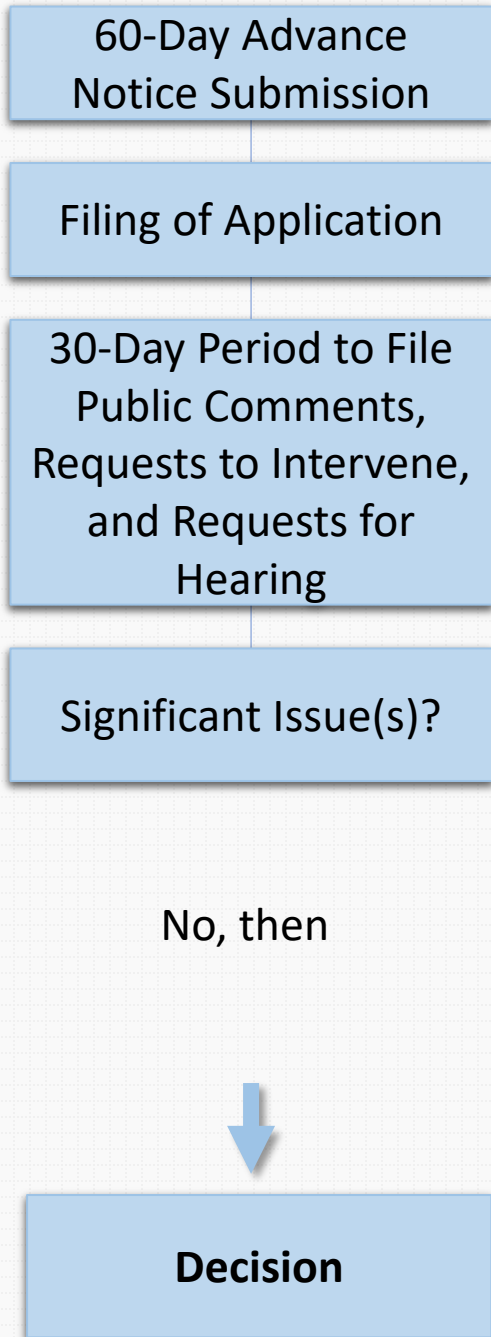 60-Day Advance
Notice Submission
Filing of Application
30-Day Period to File
Public Comments,
Requests to Intervene,
and Requests for
Hearing
Significant Issue(s)?
No, then
Decision